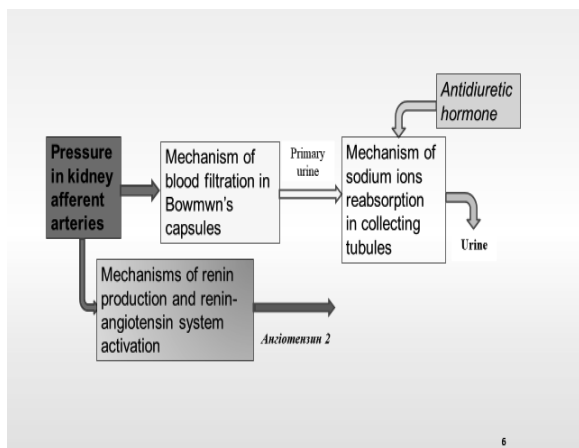 Antidiuretic
hormone
Pressure
in kidney
afferent
arteries
Mechanism of
blood filtration in
Bowmwn's
capsules
Primary
urine
Mechanism of
sodium ions
reabsorption
in collecting
tubules
Urine
Mechanisms of renin
production and renin-
angiotensin system
activation
Ангіотензин 2
6